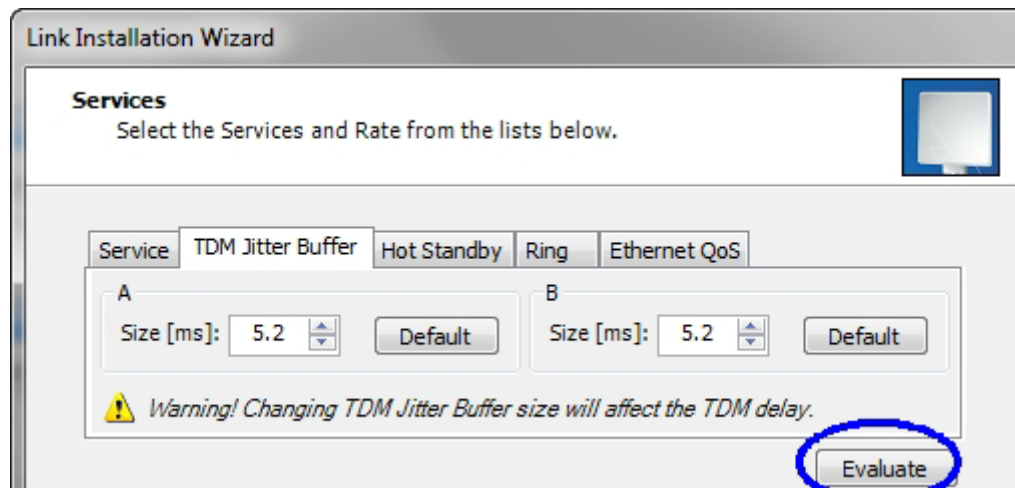 Link Installation Wizard
Services
Select the Services and Rate from the lists below.
Service TDM Jitter Buffer Hot Standby Ring Ethernet QoS
A B
Size [ms]: 5.2 Default Size [ms]: 5.2 Default
Warning! Changing TDM Jitter Buffer size will affect the TDM delay.
Evaluate